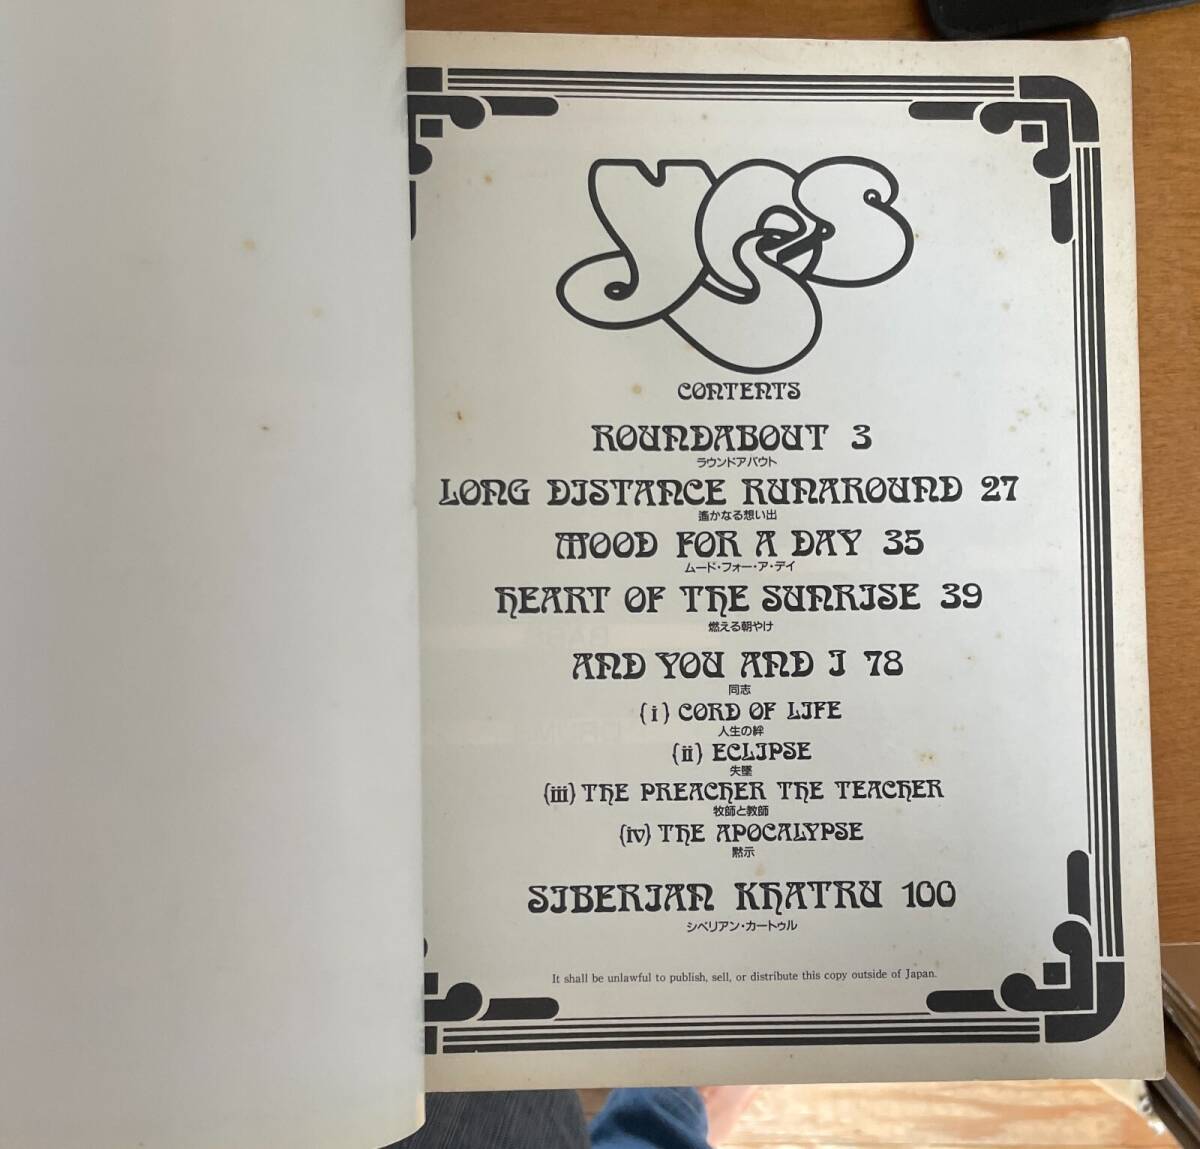 yes
CONTENTS
ROUNDABOUT 3
ラウンドアバウト
LONG DISTANCE RUNAROUND 27
遙かなる想い出
MOOD FOR A DAY 35
ムード・フォー・ア・デイ
HEART OF THE SUNRISE 39
燃える朝やけ
AND YOU AND I 78
同志
(i) CORD OF LIFE
人生の絆
(ii) ECLIPSE
失墜
(iii) THE PREACHER THE TEACHER
牧師と教師
(iv) THE APOCALYPSE
黙示
SIBERIAN KHATRU 100
シベリアン・カートゥル
It shall be unlawful to publish, sell, or distribute this copy outside of Japan.